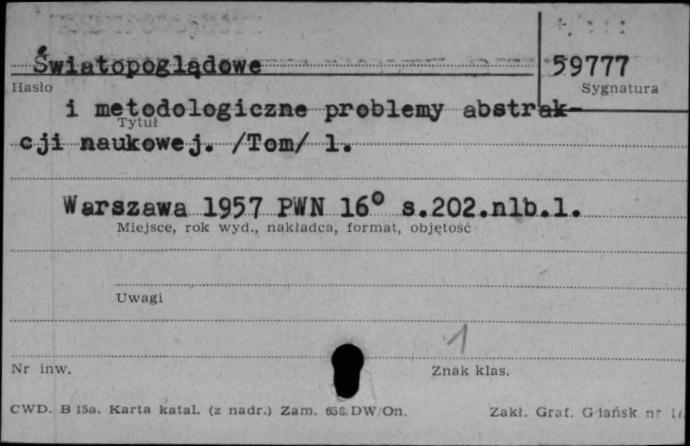 Światopoglądowe
59777
Hasło
Sygnatura
i metodologiczne problemy abstrak-
Tytuł
cji naukowej. /Tom/ 1.
Warszawa 1957 PWN 16° s.202.nlb.1.
Miejsce, rok wyd., nakładca, format, objętość
Uwagi
1
Nr inw.
Znak klas.
CWD. B 15a. Karta katal. (z nadr.) Zam. 658/DW/On.
Zakł. Graf. Gdańsk nr